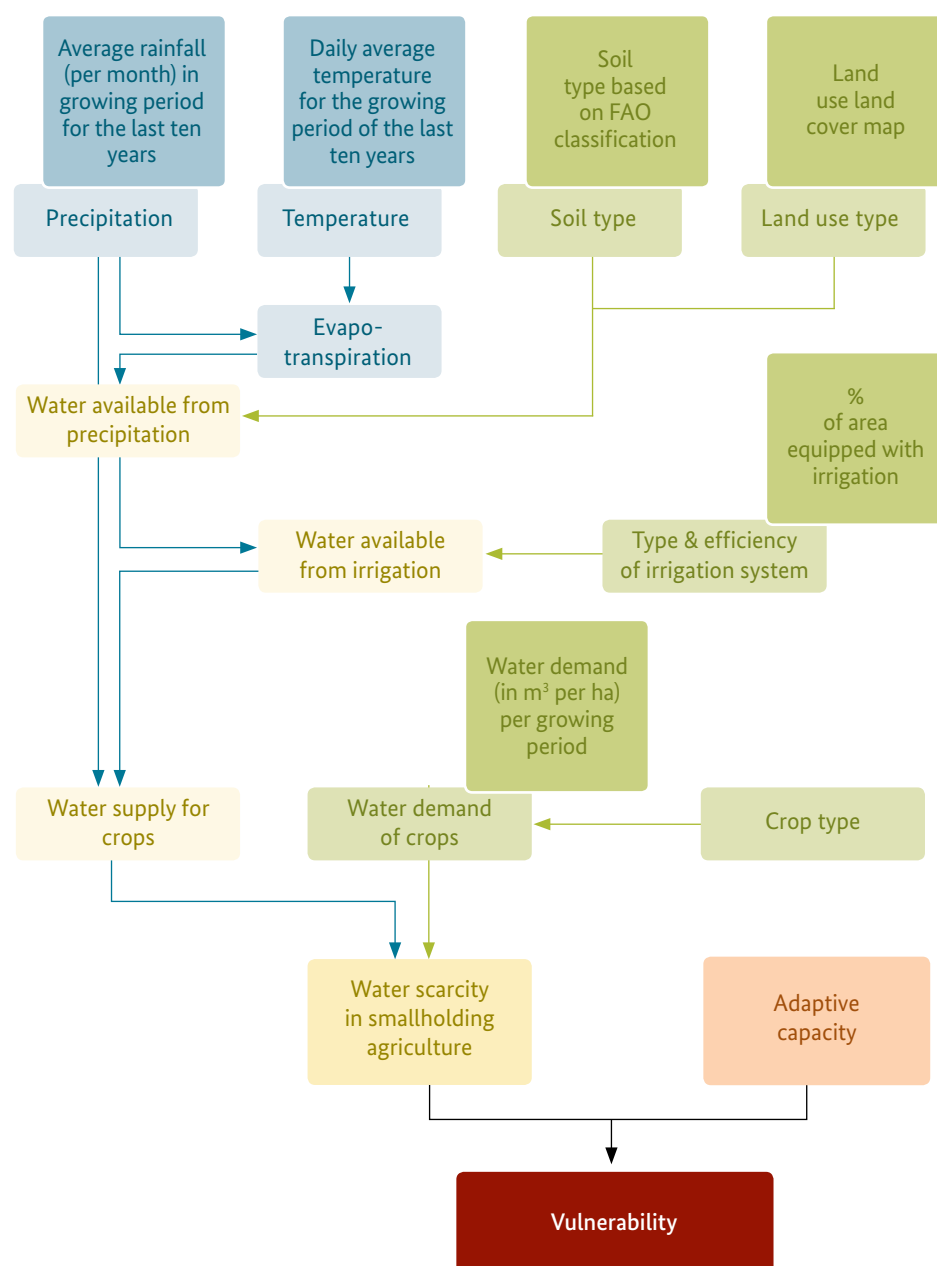 Average rainfall
(per month) in
growing period
for the last ten
years
Daily average
temperature
for the growing
period of the last
ten years
Soil
type based
on FAO
classification
Land
use land
cover map
Precipitation
Temperature
Soil type
Land use type
Evapo-
transpiration
Water available from
precipitation
%
of area
equipped with
irrigation
Water available
from irrigation
Type & efficiency
of irrigation system
Water demand
(in m³ per ha)
per growing
period
Water supply for
crops
Water demand
of crops
Crop type
Water scarcity
in smallholding
agriculture
Adaptive
capacity
Vulnerability